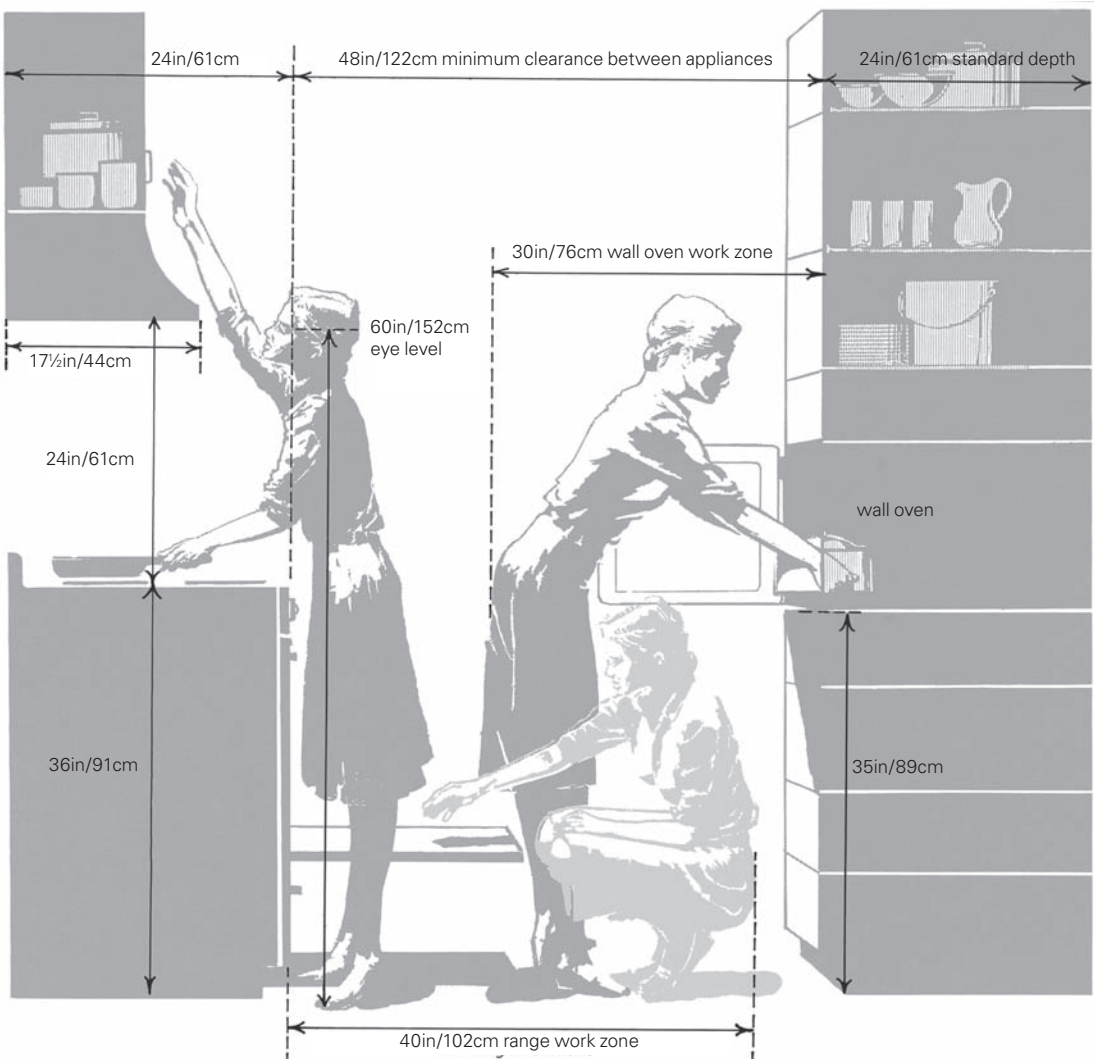 24in/61cm
48in/122cm minimum clearance between appliances
24in/61cm standard depth
30in/76cm wall oven work zone
60in/152cm
eye level
17½in/44cm
24in/61cm
wall oven
36in/91cm
35in/89cm
40in/102cm range work zone